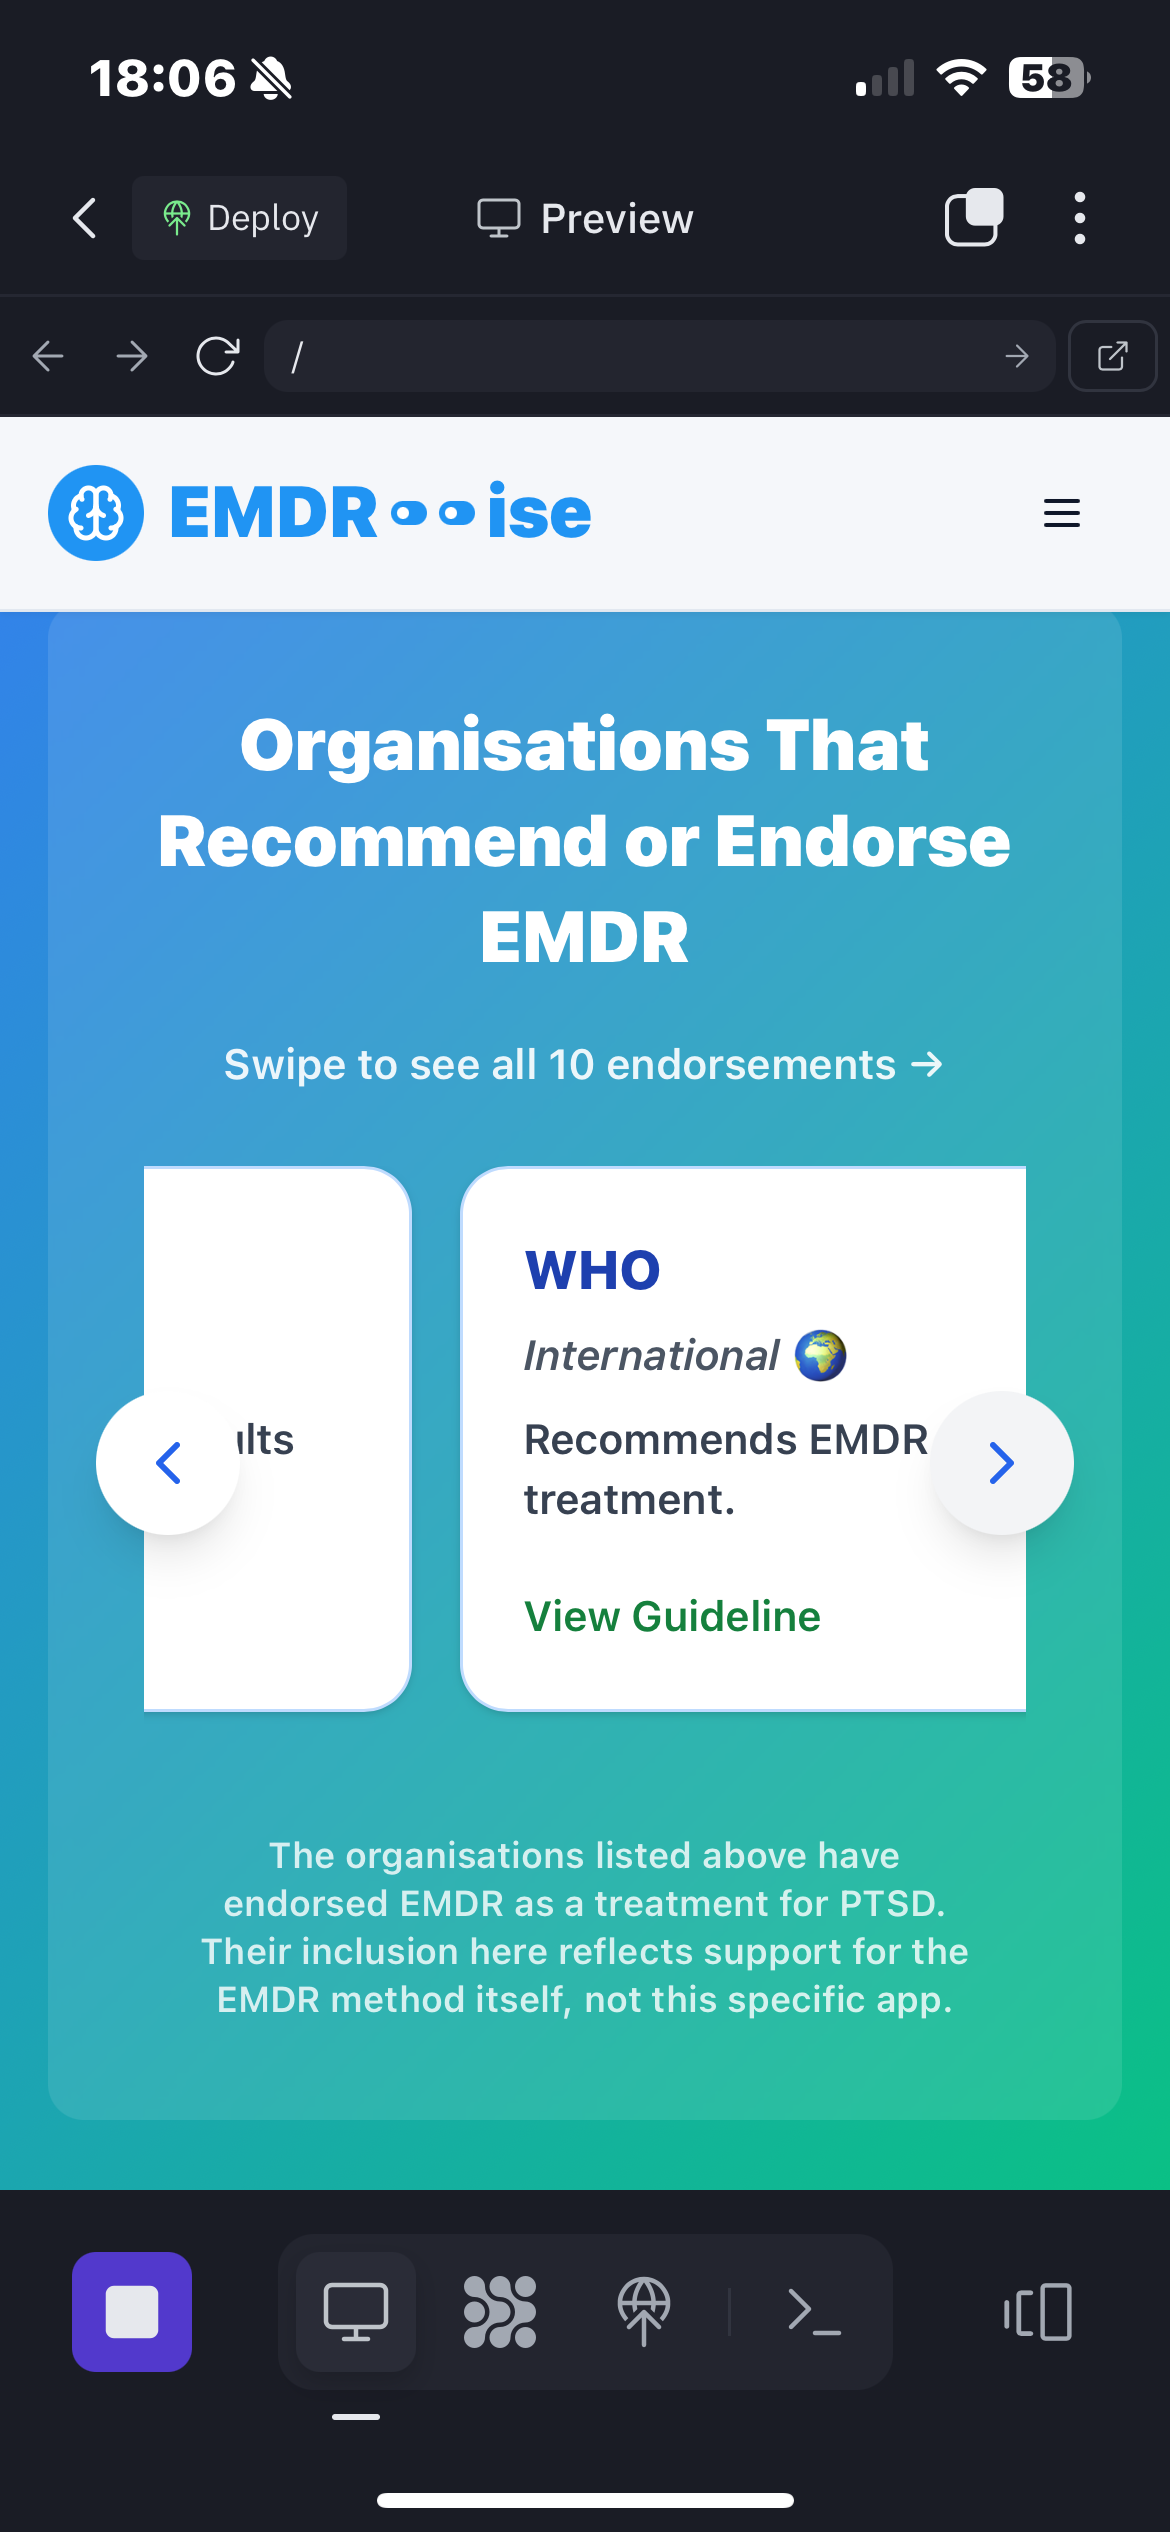 18:06
58
Deploy
Preview
/
EMDR ise
Organisations That
Recommend or Endorse
EMDR
Swipe to see all 10 endorsements →
WHO
International 🌍
lts
Recommends EMDR
treatment.
View Guideline
The organisations listed above have
endorsed EMDR as a treatment for PTSD.
Their inclusion here reflects support for the
EMDR method itself, not this specific app.